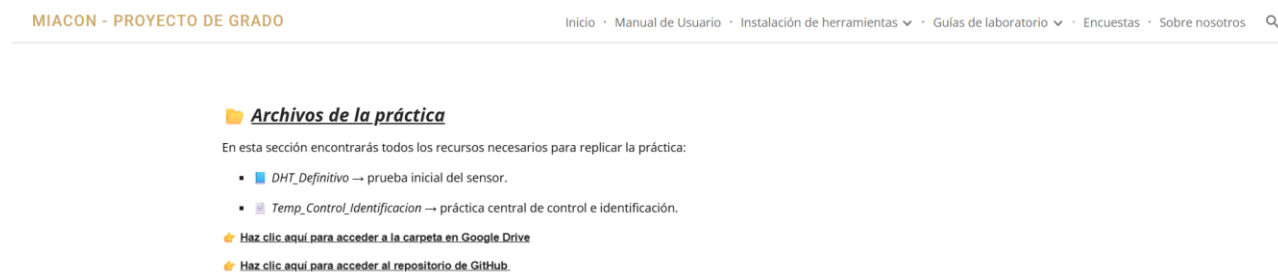 MIACON - PROYECTO DE GRADO
Inicio · Manual de Usuario · Instalación de herramientas · Guías de laboratorio · Encuestas · Sobre nosotros
Archivos de la práctica
En esta sección encontrarás todos los recursos necesarios para replicar la práctica:
DHT_Definitivo → prueba inicial del sensor.
Temp_Control_Identificacion → práctica central de control e identificación.
Haz clic aquí para acceder a la carpeta en Google Drive
Haz clic aquí para acceder al repositorio de GitHub